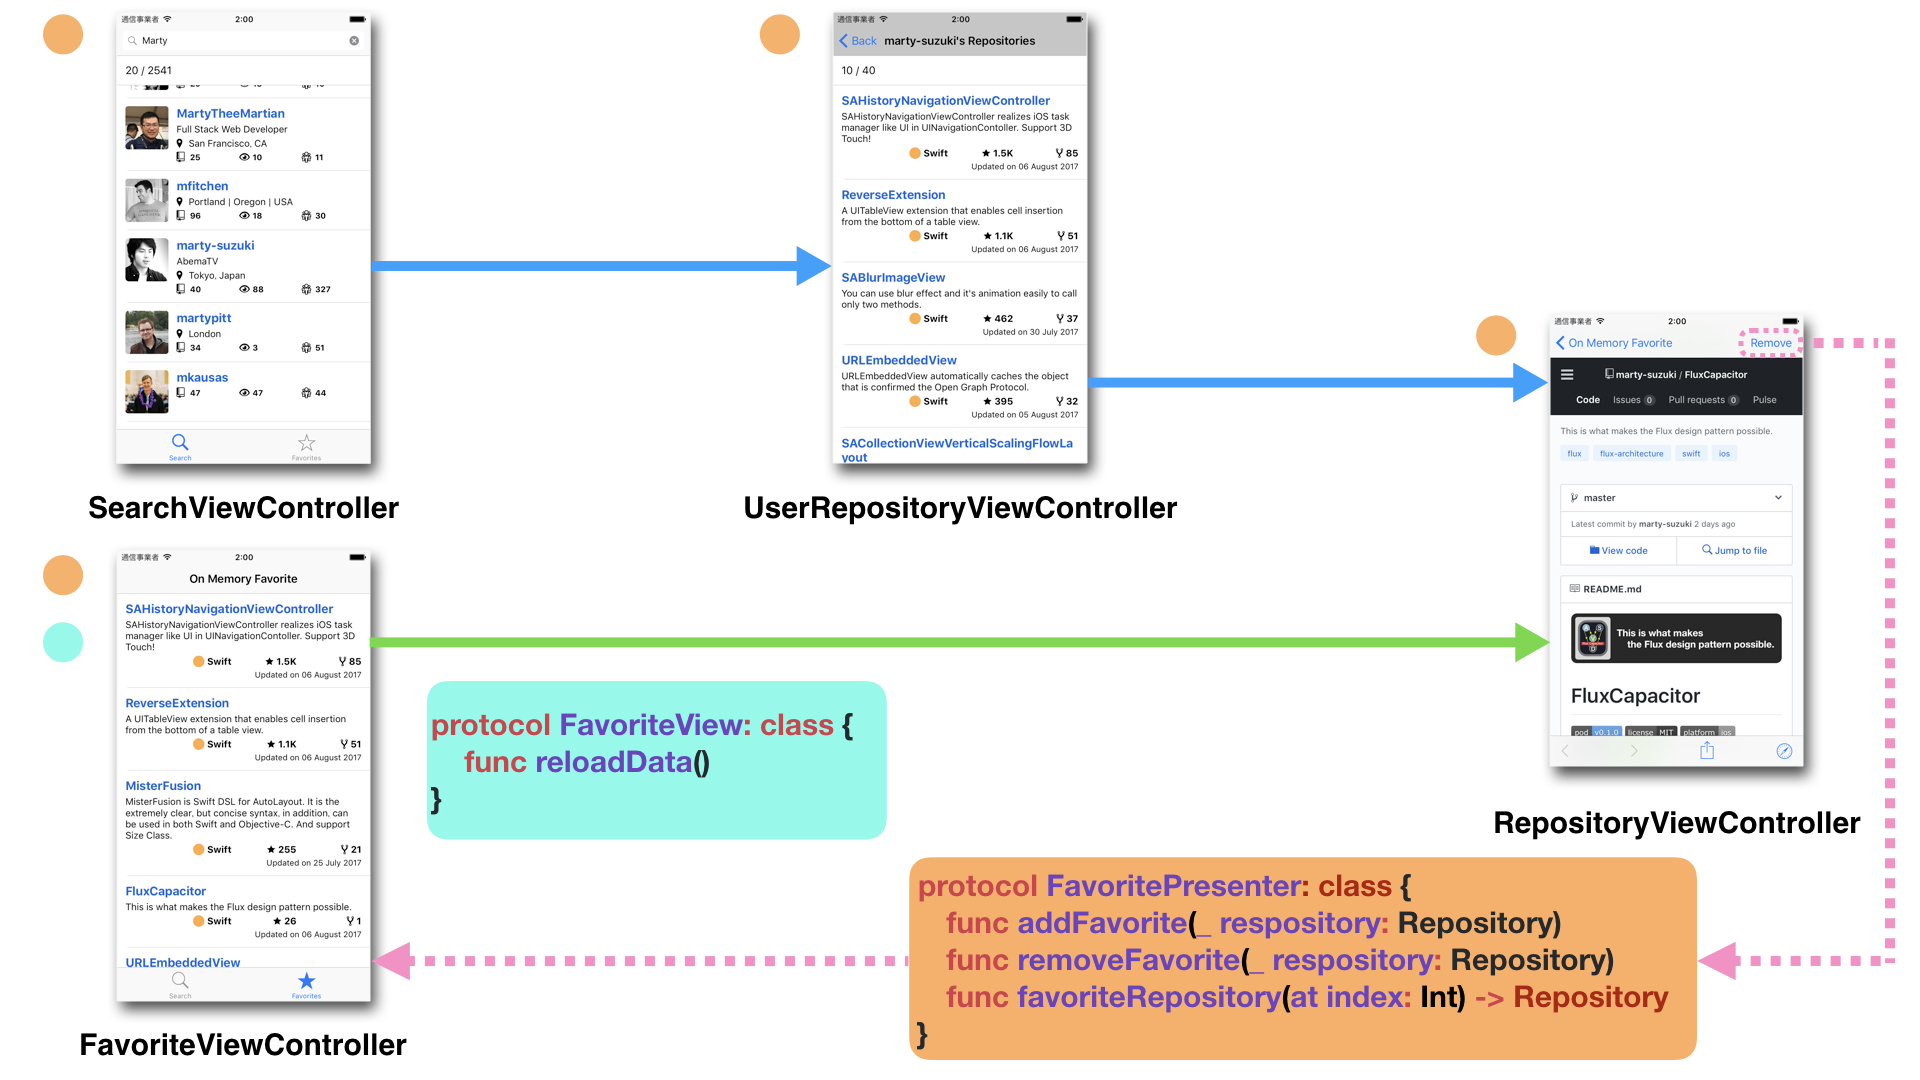 通信事業者
2:00
Marty
20 / 2541
MartyTheeMartian
Full Stack Web Developer
San Francisco, CA
25 10 11
mfitchen
Portland | Oregon | USA
96 18 30
marty-suzuki
AbemaTV
Tokyo, Japan
40 88 327
martypitt
London
34 3 51
mkausas
47 47 44
Search Favorites
SearchViewController
通信事業者
2:00
Back marty-suzuki's Repositories
10 / 40
SAHistoryNavigationViewController
SAHistoryNavigationViewController realizes iOS task
manager like UI in UINavigationContoller. Support 3D
Touch!
Swift 1.5K 85
Updated on 06 August 2017
ReverseExtension
A UITableView extension that enables cell insertion
from the bottom of a table view.
Swift 1.1K 51
Updated on 06 August 2017
SABlurImageView
You can use blur effect and it's animation easily to call
only two methods.
Swift 462 37
Updated on 30 July 2017
URLEmbeddedView
URLEmbeddedView automatically caches the object
that is confirmed the Open Graph Protocol.
Swift 395 32
Updated on 05 August 2017
SACollectionViewVerticalScalingFlowLa
yout
UserRepositoryViewController
通信事業者
2:00
On Memory Favorite Remove
marty-suzuki / FluxCapacitor
Code Issues 0 Pull requests 0 Pulse
This is what makes the Flux design pattern possible.
flux flux-architecture swift ios
master
Latest commit by marty-suzuki 2 days ago
View code Jump to file
README.md
This is what makes
the Flux design pattern possible.
FluxCapacitor
pod v0.1.0 license MIT platform ios
RepositoryViewController
通信事業者
2:00
On Memory Favorite
SAHistoryNavigationViewController
SAHistoryNavigationViewController realizes iOS task
manager like UI in UINavigationContoller. Support 3D
Touch!
Swift 1.5K 85
Updated on 06 August 2017
ReverseExtension
A UITableView extension that enables cell insertion
from the bottom of a table view.
Swift 1.1K 51
Updated on 06 August 2017
MisterFusion
MisterFusion is Swift DSL for AutoLayout. It is the
extremely clear, but concise syntax, in addition, can
be used in both Swift and Objective-C. And support
Size Class.
Swift 255 21
Updated on 25 July 2017
FluxCapacitor
This is what makes the Flux design pattern possible.
Swift 26 1
Updated on 06 August 2017
URLEmbeddedView
Search Favorites
FavoriteViewController
protocol FavoriteView: class {
func reloadData()
}
protocol FavoritePresenter: class {
func addFavorite(_ respository: Repository)
func removeFavorite(_ respository: Repository)
func favoriteRepository(at index: Int) -> Repository
}